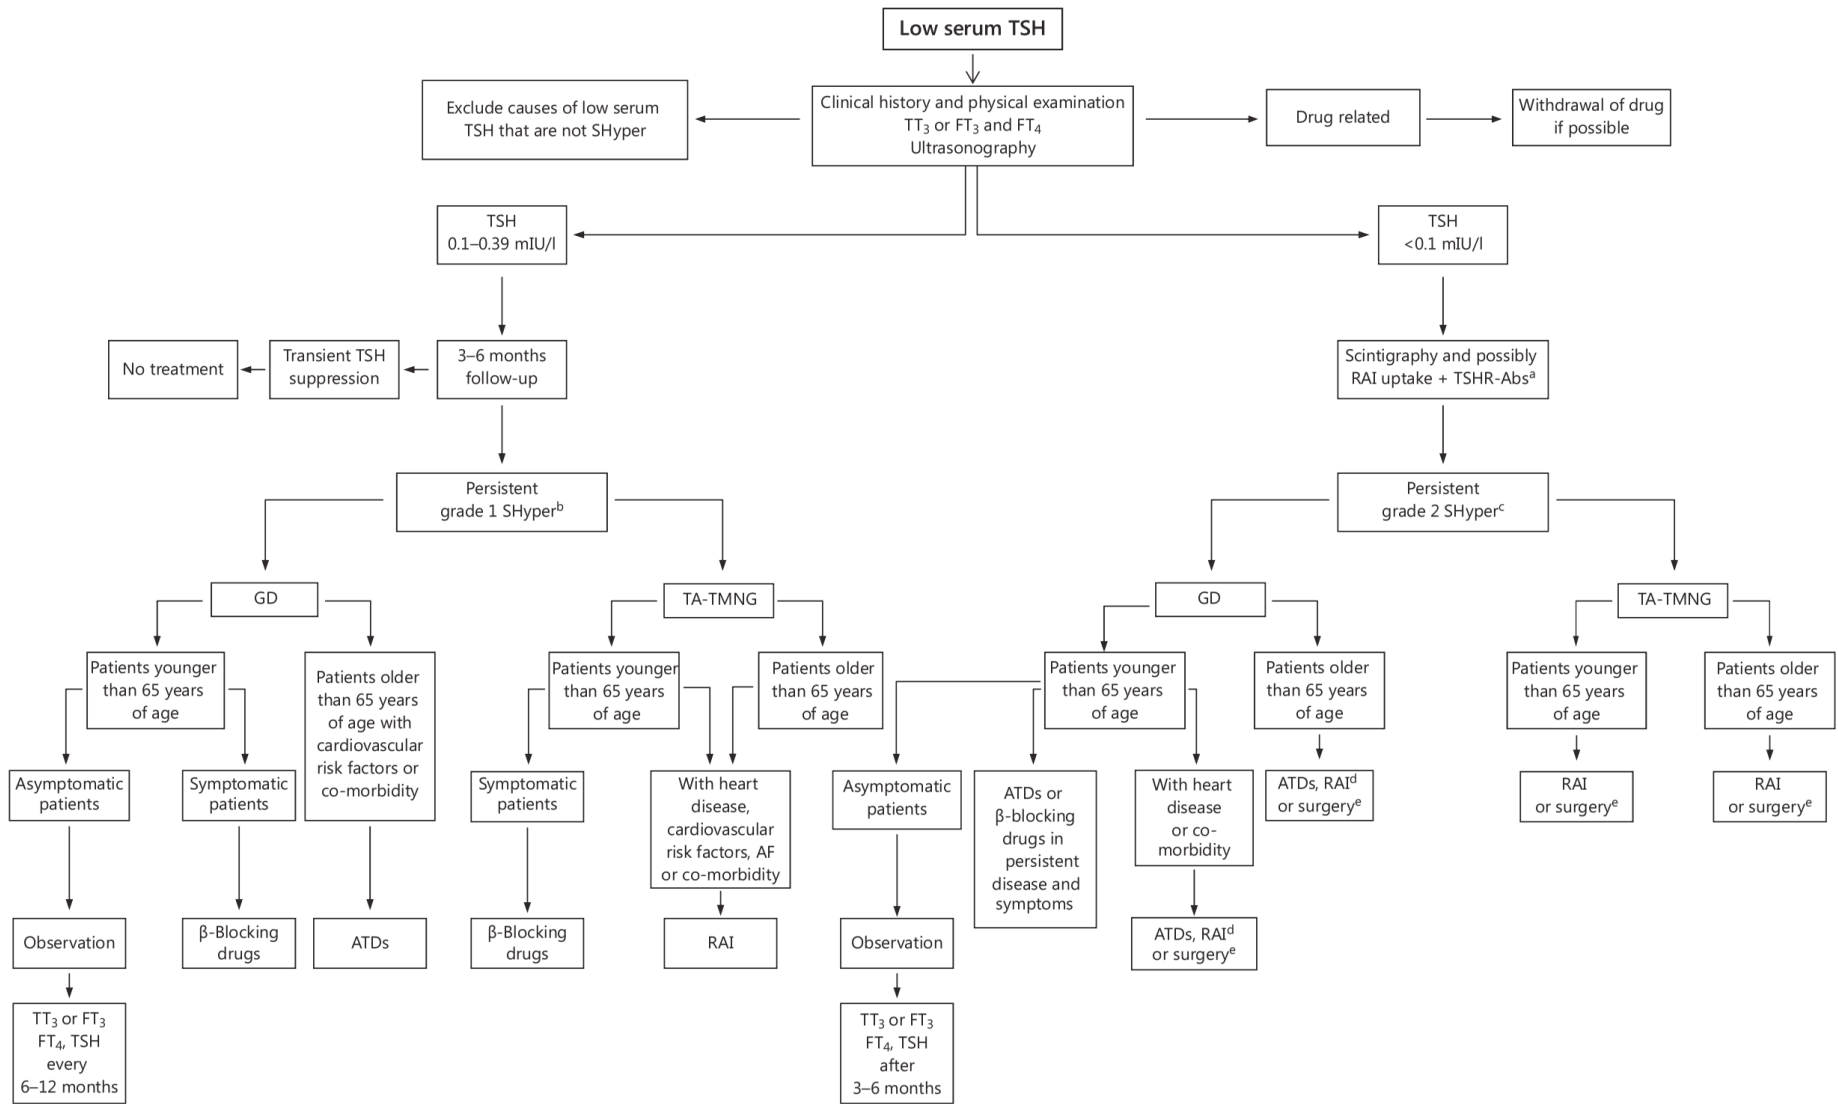 Low serum TSH
Exclude causes of low serum
TSH that are not SHyper
Clinical history and physical examination
TT₃ or FT₃ and FT₄
Ultrasonography
Drug related
Withdrawal of drug
if possible
TSH
0.1–0.39 mIU/l
TSH
<0.1 mIU/l
No treatment
Transient TSH
suppression
3–6 months
follow-up
Scintigraphy and possibly
RAI uptake + TSHR-Absᵃ
Persistent
grade 1 SHyperᵇ
Persistent
grade 2 SHyperᶜ
GD
TA-TMNG
GD
TA-TMNG
Patients younger
than 65 years
of age
Patients older
than 65 years
of age with
cardiovascular
risk factors or
co-morbidity
Patients younger
than 65 years
of age
Patients older
than 65 years
of age
Patients younger
than 65 years
of age
Patients older
than 65 years
of age
Patients younger
than 65 years
of age
Patients older
than 65 years
of age
Asymptomatic
patients
Symptomatic
patients
Symptomatic
patients
With heart
disease,
cardiovascular
risk factors, AF
or co-morbidity
Asymptomatic
patients
ATDs or
β-blocking
drugs in
persistent
disease and
symptoms
With heart
disease
or co-
morbidity
ATDs, RAIᵈ
or surgeryᵉ
RAI
or surgeryᵉ
RAI
or surgeryᵉ
Observation
β-Blocking
drugs
ATDs
β-Blocking
drugs
RAI
Observation
ATDs, RAIᵈ
or surgeryᵉ
TT₃ or FT₃
FT₄, TSH
every
6–12 months
TT₃ or FT₃
FT₄, TSH
after
3–6 months